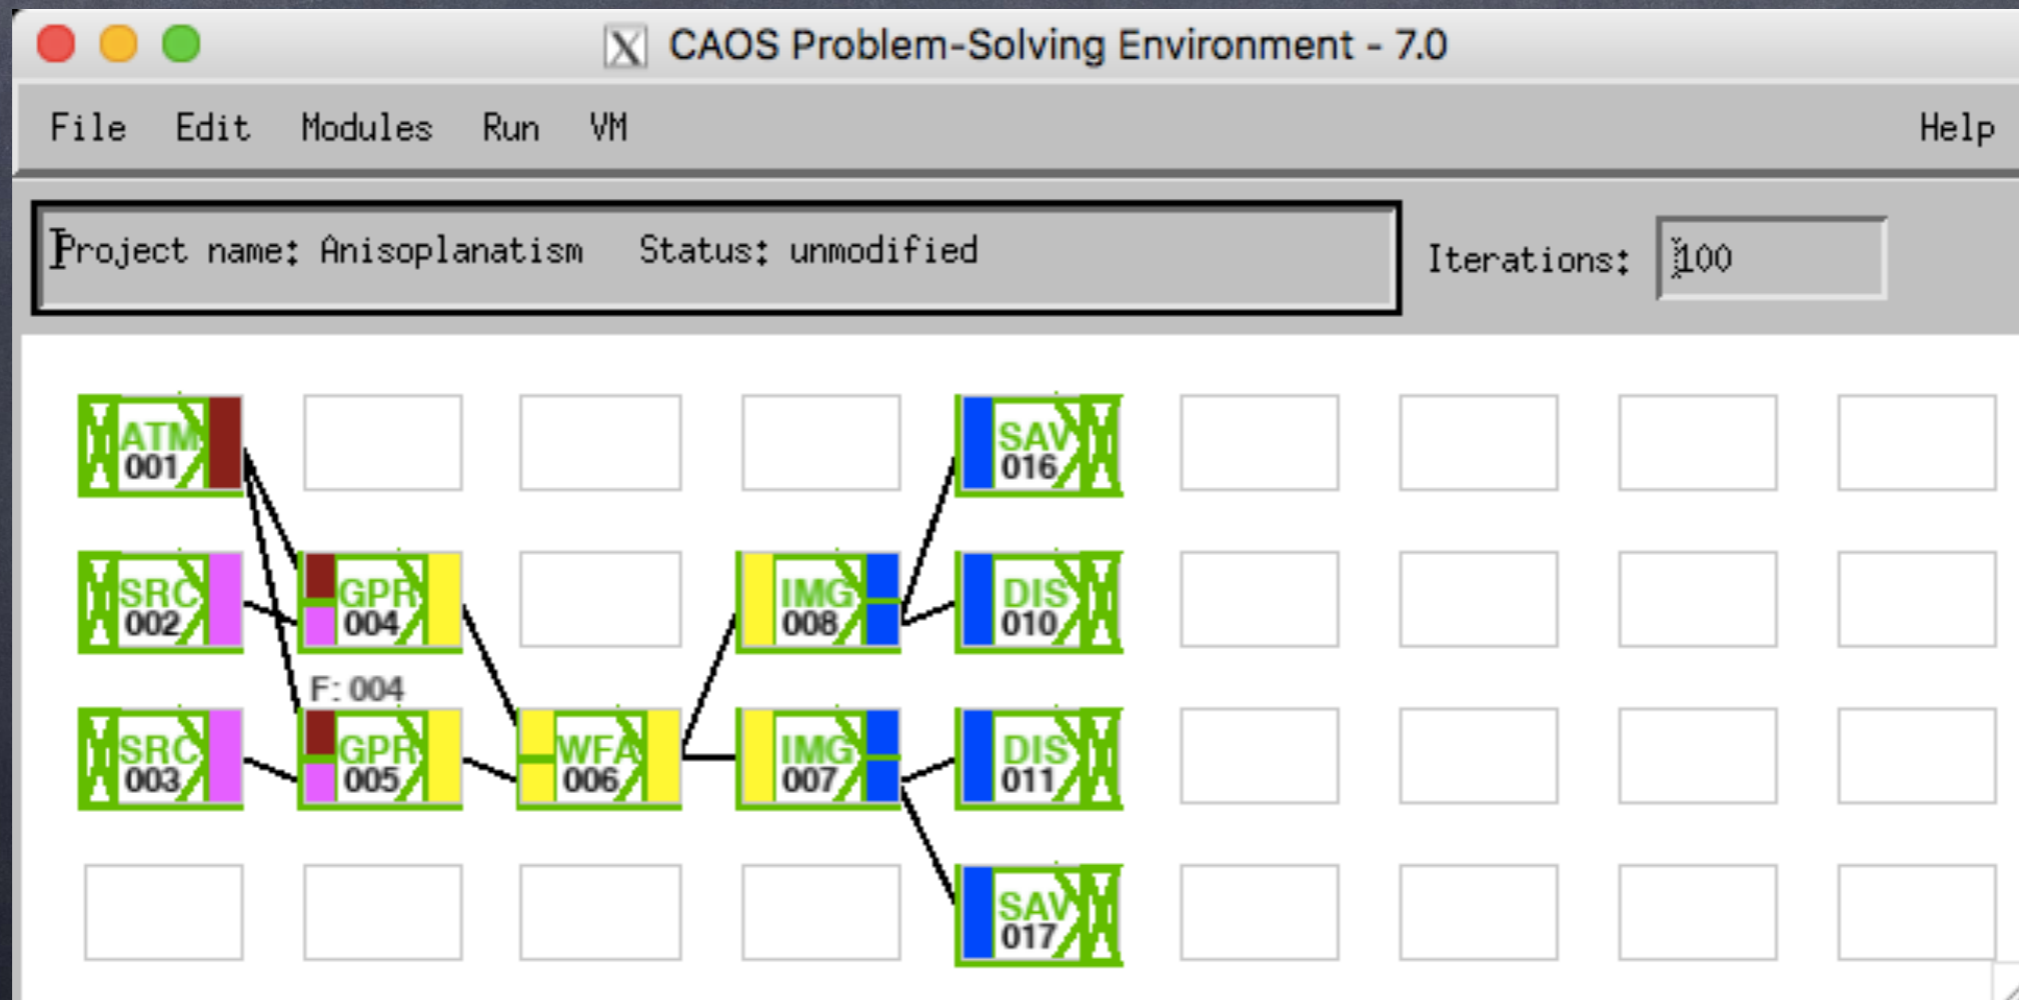 CAOS Problem-Solving Environment - 7.0
File Edit Modules Run VM Help
Project name: Anisoplanatism Status: unmodified Iterations: 100
ATM 001
SAV 016
SRC 002
GPR 004
IMG 008
DIS 010
F: 004
SRC 003
GPR 005
WFA 006
IMG 007
DIS 011
SAV 017